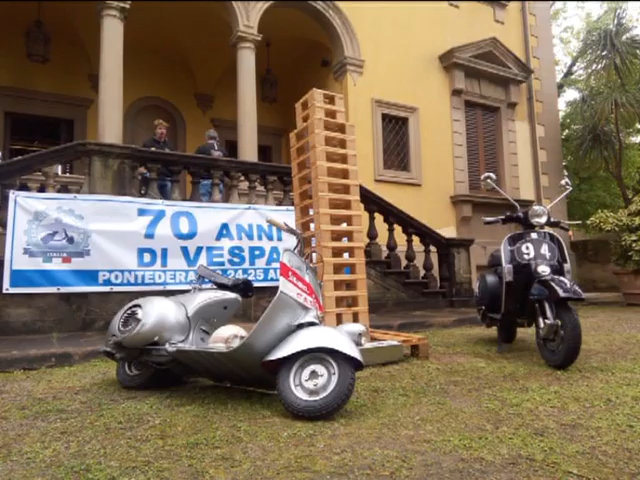 70 ANNI
DI VESPA
PONTEDERA 24-25 A
ITALIA
94